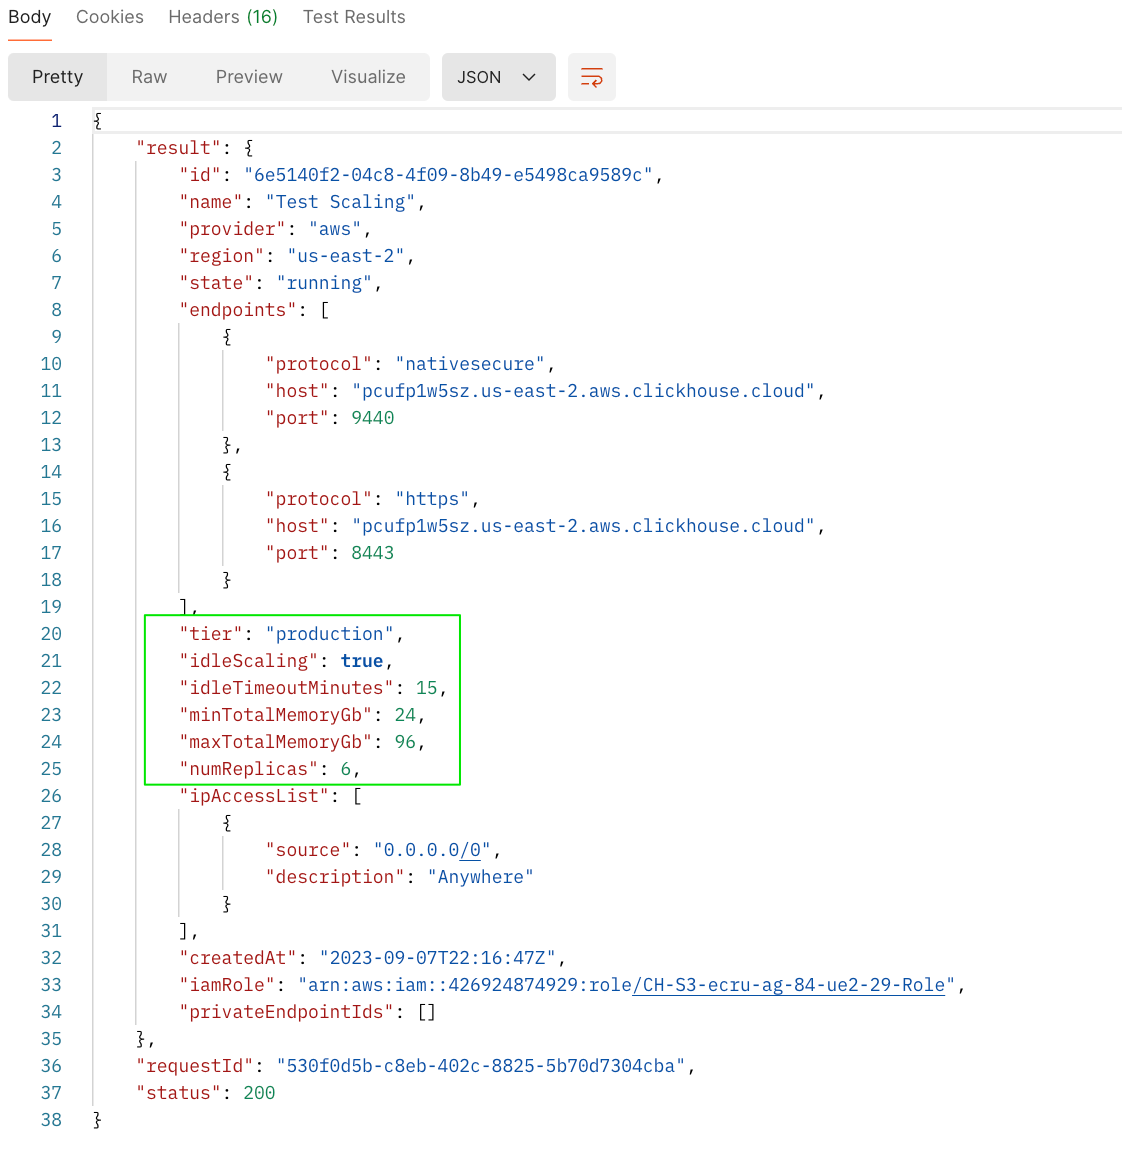 Body Cookies Headers (16) Test Results
Pretty Raw Preview Visualize JSON
1 {
2 "result": {
3 "id": "6e5140f2-04c8-4f09-8b49-e5498ca9589c",
4 "name": "Test Scaling",
5 "provider": "aws",
6 "region": "us-east-2",
7 "state": "running",
8 "endpoints": [
9 {
10 "protocol": "nativesecure",
11 "host": "pcufp1w5sz.us-east-2.aws.clickhouse.cloud",
12 "port": 9440
13 },
14 {
15 "protocol": "https",
16 "host": "pcufp1w5sz.us-east-2.aws.clickhouse.cloud",
17 "port": 8443
18 }
19 ],
20 "tier": "production",
21 "idleScaling": true,
22 "idleTimeoutMinutes": 15,
23 "minTotalMemoryGb": 24,
24 "maxTotalMemoryGb": 96,
25 "numReplicas": 6,
26 "ipAccessList": [
27 {
28 "source": "0.0.0.0/0",
29 "description": "Anywhere"
30 }
31 ],
32 "createdAt": "2023-09-07T22:16:47Z",
33 "iamRole": "arn:aws:iam::426924874929:role/CH-S3-ecru-ag-84-ue2-29-Role",
34 "privateEndpointIds": []
35 },
36 "requestId": "530f0d5b-c8eb-402c-8825-5b70d7304cba",
37 "status": 200
38 }